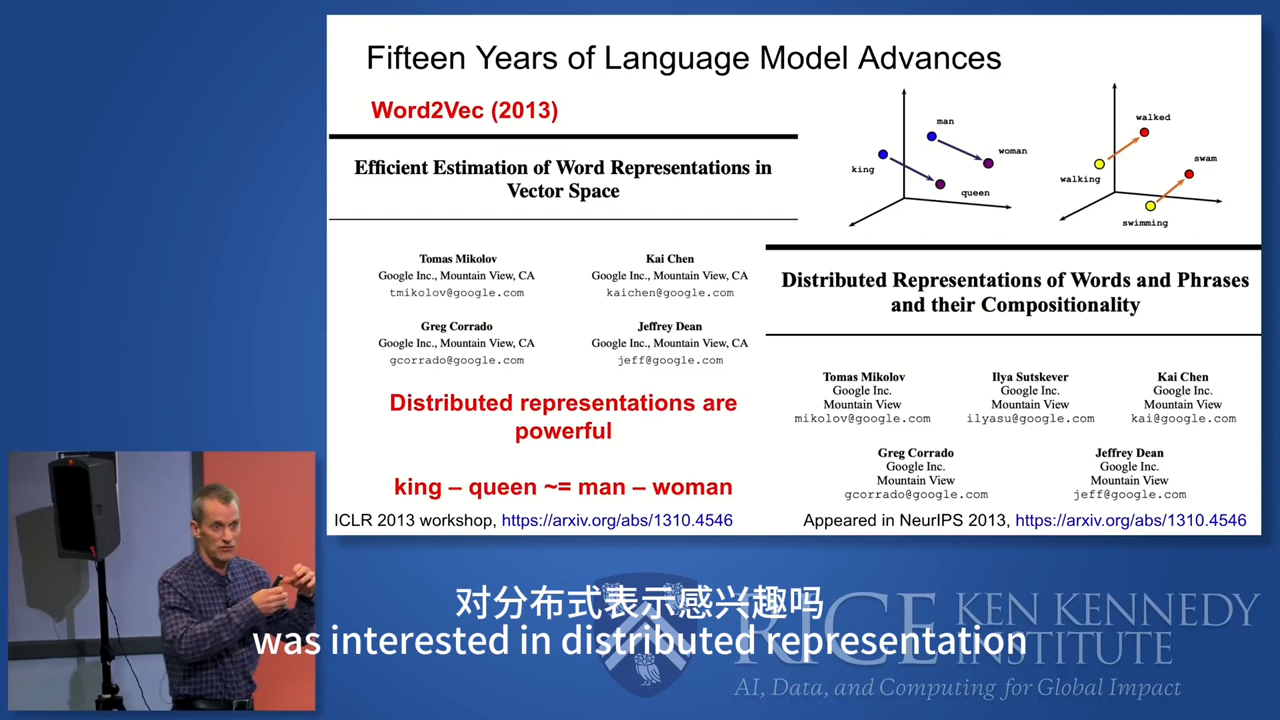 Fifteen Years of Language Model Advances
Word2Vec (2013)
Efficient Estimation of Word Representations in
Vector Space
Tomas Mikolov
Google Inc., Mountain View, CA
tmikolov@google.com
Kai Chen
Google Inc., Mountain View, CA
kaichen@google.com
Greg Corrado
Google Inc., Mountain View, CA
gcorrado@google.com
Jeffrey Dean
Google Inc., Mountain View, CA
jeff@google.com
Distributed representations are
powerful
king – queen ~= man – woman
ICLR 2013 workshop, https://arxiv.org/abs/1310.4546
man
woman
king
queen
walked
swam
walking
swimming
Distributed Representations of Words and Phrases
and their Compositionality
Tomas Mikolov
Google Inc.
Mountain View
mikolov@google.com
Ilya Sutskever
Google Inc.
Mountain View
ilyasu@google.com
Kai Chen
Google Inc.
Mountain View
kai@google.com
Greg Corrado
Google Inc.
Mountain View
gcorrado@google.com
Jeffrey Dean
Google Inc.
Mountain View
jeff@google.com
Appeared in NeurIPS 2013, https://arxiv.org/abs/1310.4546
对分布式表示感兴趣吗
was interested in distributed representation
RICE
KEN KENNEDY
INSTITUTE
AI, Data, and Computing for Global Impact